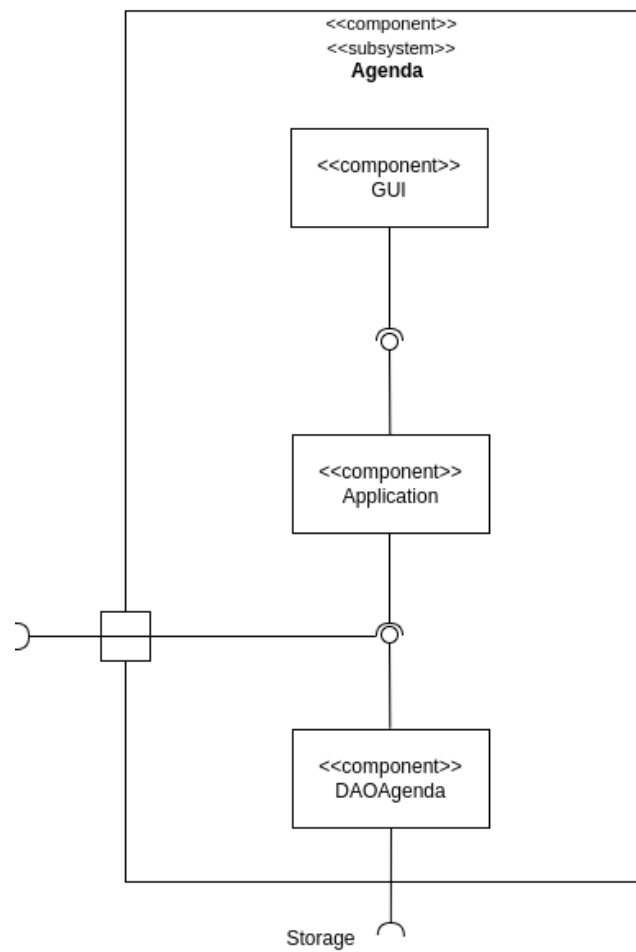 <<component>>
<<subsystem>>
Agenda
<<component>>
GUI
<<component>>
Application
<<component>>
DAOAgenda
Storage